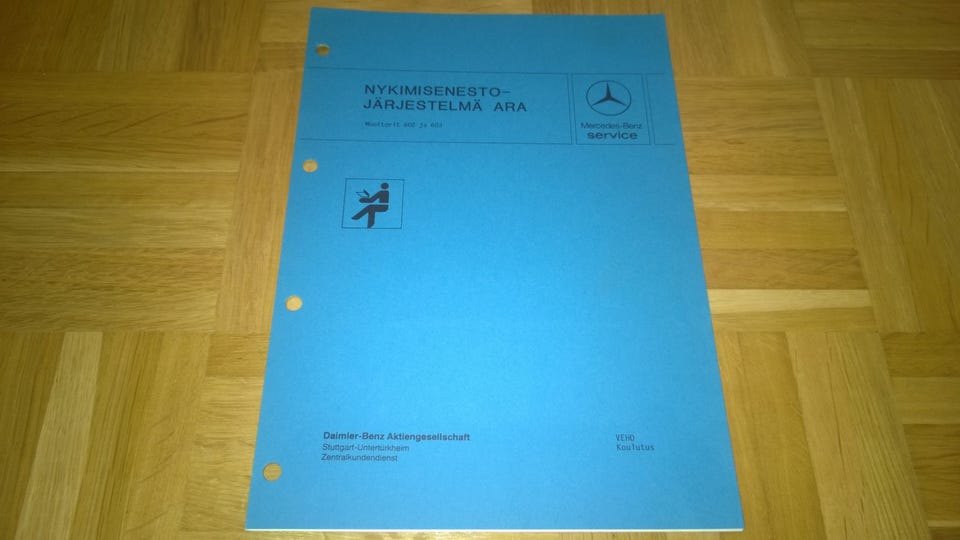 NYKIMISENESTO-
JÄRJESTELMÄ ARA
Moottorit 602 ja 603
Mercedes-Benz
service
Daimler-Benz Aktiengesellschaft
Stuttgart-Untertürkheim
Zentralkundendienst
VEHO
Koulutus